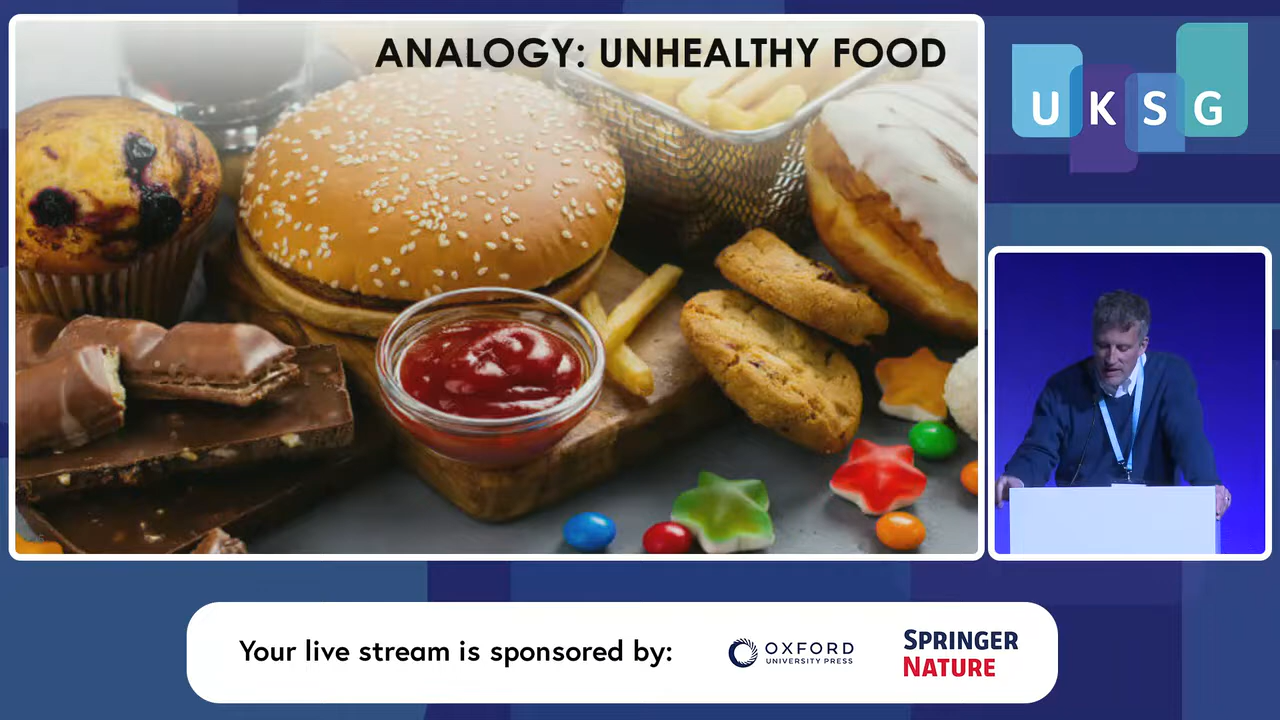 ANALOGY: UNHEALTHY FOOD
UKSG
Your live stream is sponsored by:
OXFORD
UNIVERSITY PRESS
SPRINGER
NATURE